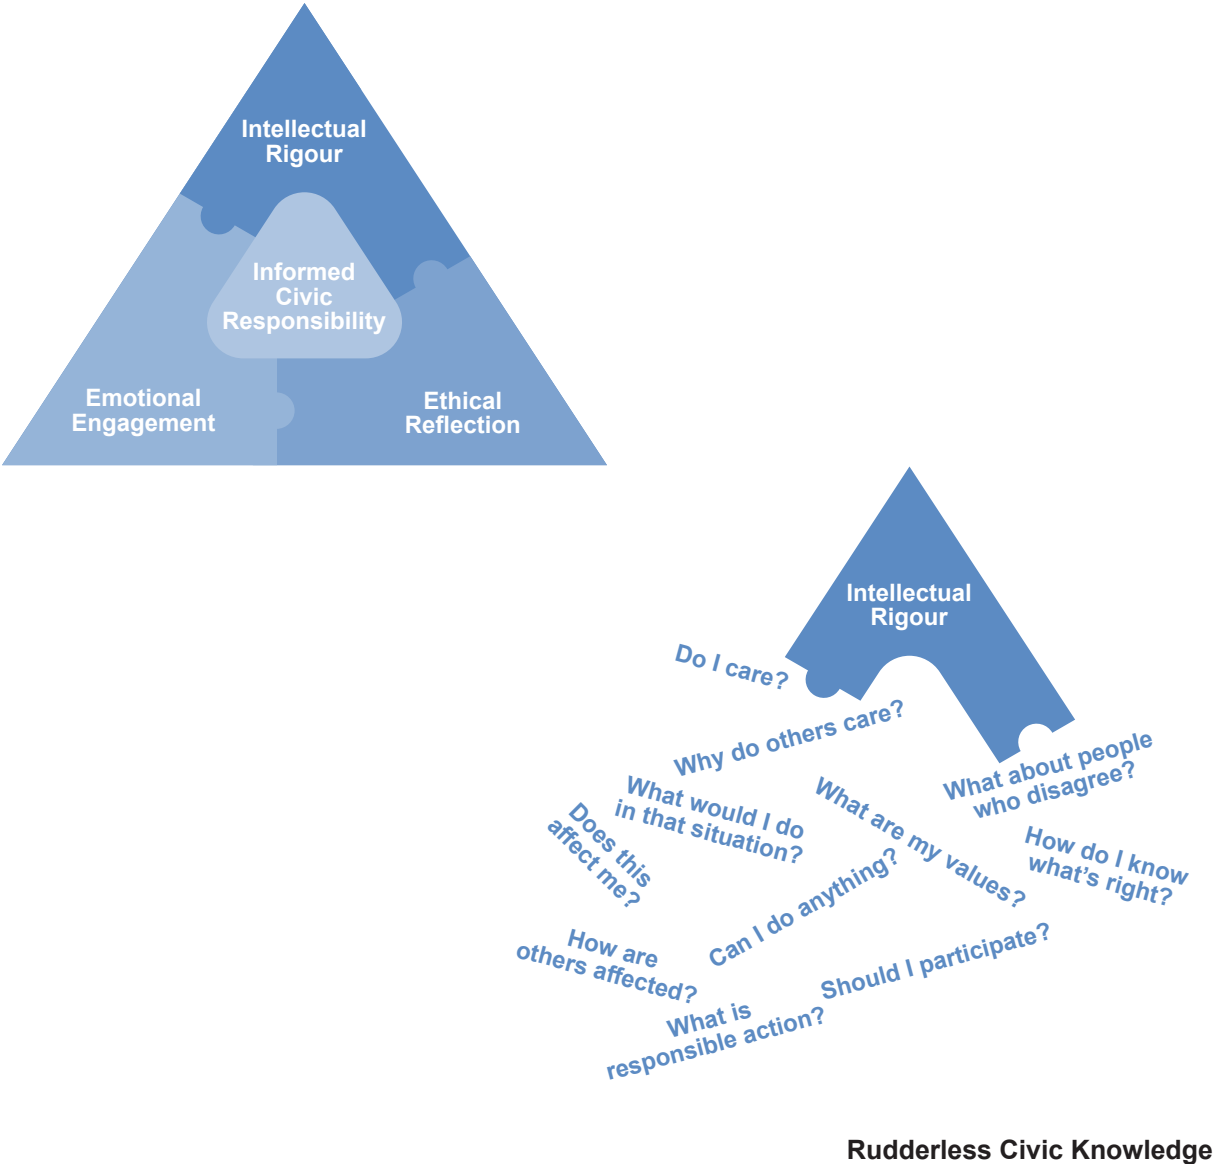 Intellectual
Rigour
Informed
Civic
Responsibility
Emotional
Engagement
Ethical
Reflection
Intellectual
Rigour
Do I care?
Why do others care?
What about people
who disagree?
What would I do
in that situation?
What are my values?
Does this
affect me?
How do I know
what’s right?
Can I do anything?
How are
others affected?
Should I participate?
What is
responsible action?
Rudderless Civic Knowledge